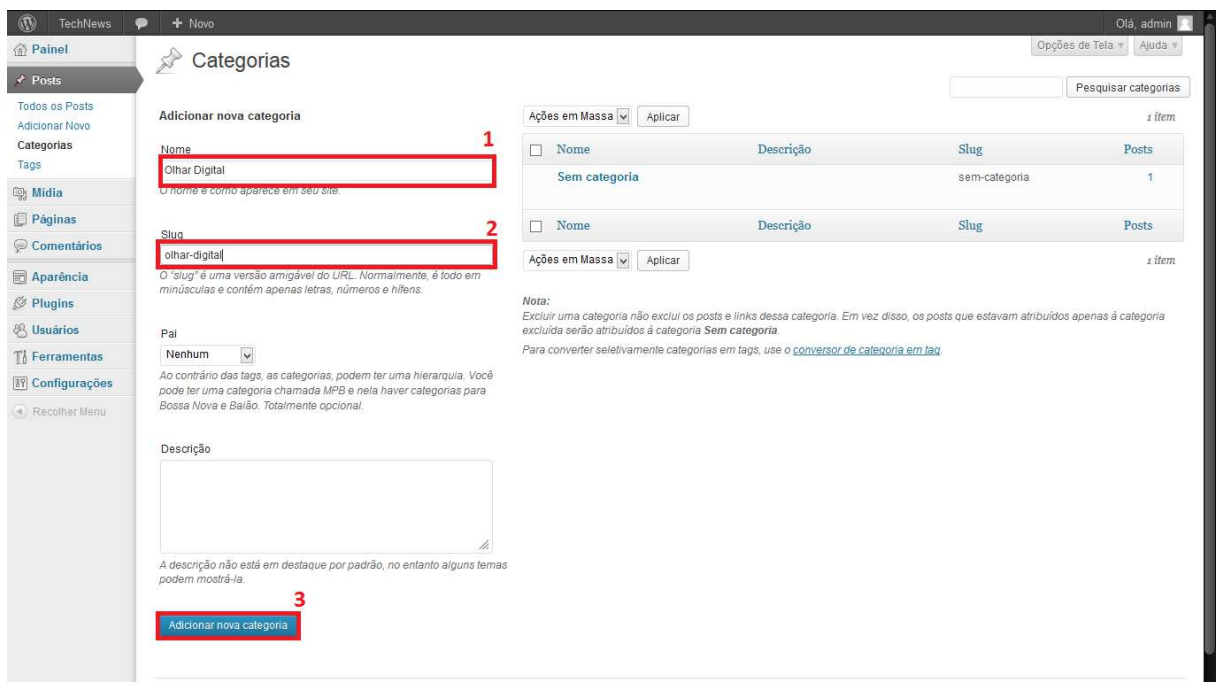 TechNews
+ Novo
Olá, admin
Painel
Posts
Todos os Posts
Adicionar Novo
Categorias
Tags
Mídia
Páginas
Comentários
Aparência
Plugins
Usuários
Ferramentas
Configurações
Recolher Menu
Categorias
Opções de Tela
Ajuda
Pesquisar categorias
Adicionar nova categoria
1
Nome
Olhar Digital
O nome é como aparece em seu site.
2
Slug
olhar-digital
O "slug" é uma versão amigável do URL. Normalmente, é todo em
minúsculas e contém apenas letras, números e hífens.
Pai
Nenhum
Ao contrário das tags, as categorias, podem ter uma hierarquia. Você
pode ter uma categoria chamada MPB e nela haver categorias para
Bossa Nova e Baião. Totalmente opcional.
Descrição
A descrição não está em destaque por padrão, no entanto alguns temas
podem mostrá-la.
3
Adicionar nova categoria
Ações em Massa
Aplicar
1 item
Nome Descrição Slug Posts
Sem categoria sem-categoria 1
Nome Descrição Slug Posts
Ações em Massa
Aplicar
1 item
Nota:
Excluir uma categoria não exclui os posts e links dessa categoria. Em vez disso, os posts que estavam atribuídos apenas à categoria
excluída serão atribuídos à categoria Sem categoria.
Para converter seletivamente categorias em tags, use o conversor de categoria em tag.